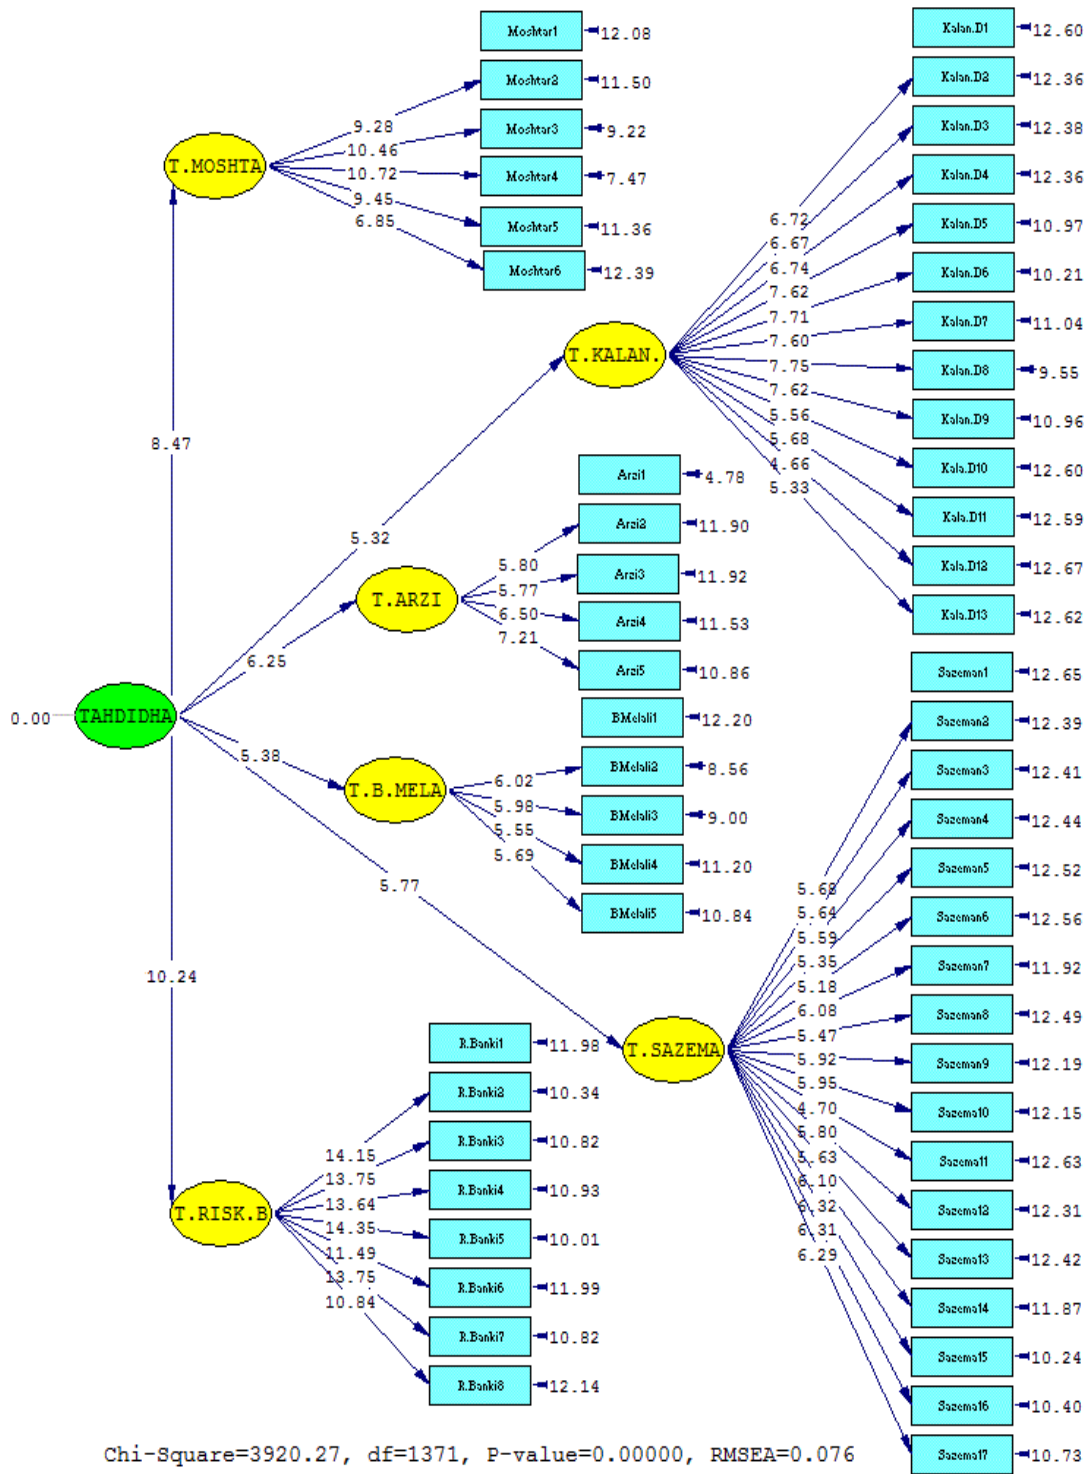 Moshtar1 12.08
Moshtar2 11.50
Moshtar3 9.22
Moshtar4 7.47
Moshtar5 11.36
Moshtar6 12.39
T.MOSHTA
9.28
10.46
10.72
9.45
6.85
8.47
Kalan.D1 12.60
Kalan.D2 12.36
Kalan.D3 12.38
Kalan.D4 12.36
Kalan.D5 10.97
Kalan.D6 10.21
Kalan.D7 11.04
Kalan.D8 9.55
Kalan.D9 10.96
Kala.D10 12.60
Kala.D11 12.59
Kala.D12 12.67
Kala.D13 12.62
T.KALAN.
6.72
6.67
6.74
7.62
7.71
7.60
7.75
7.62
5.56
5.68
4.66
5.33
5.32
Arzi1 4.78
Arzi2 11.90
Arzi3 11.92
Arzi4 11.53
Arzi5 10.86
T.ARZI
5.80
5.77
6.50
7.21
6.25
0.00 TAHDIDHA
BMelali1 12.20
BMelali2 8.56
BMelali3 9.00
BMelali4 11.20
BMelali5 10.84
T.B.MELA
6.02
5.98
5.55
5.69
5.38
5.77
Sazeman1 12.65
Sazeman2 12.39
Sazeman3 12.41
Sazeman4 12.44
Sazeman5 12.52
Sazeman6 12.56
Sazeman7 11.92
Sazeman8 12.49
Sazeman9 12.19
Sazema10 12.15
Sazema11 12.63
Sazema12 12.31
Sazema13 12.42
Sazema14 11.87
Sazema15 10.24
Sazema16 10.40
Sazema17 10.73
T.SAZEMA
5.68
5.64
5.59
5.35
5.18
6.08
5.47
5.92
5.95
4.70
5.80
5.63
6.10
6.32
6.31
6.29
10.24
R.Banki1 11.98
R.Banki2 10.34
R.Banki3 10.82
R.Banki4 10.93
R.Banki5 10.01
R.Banki6 11.99
R.Banki7 10.82
R.Banki8 12.14
T.RISK.B
14.15
13.75
13.64
14.35
11.49
13.75
10.84
Chi-Square=3920.27, df=1371, P-value=0.00000, RMSEA=0.076